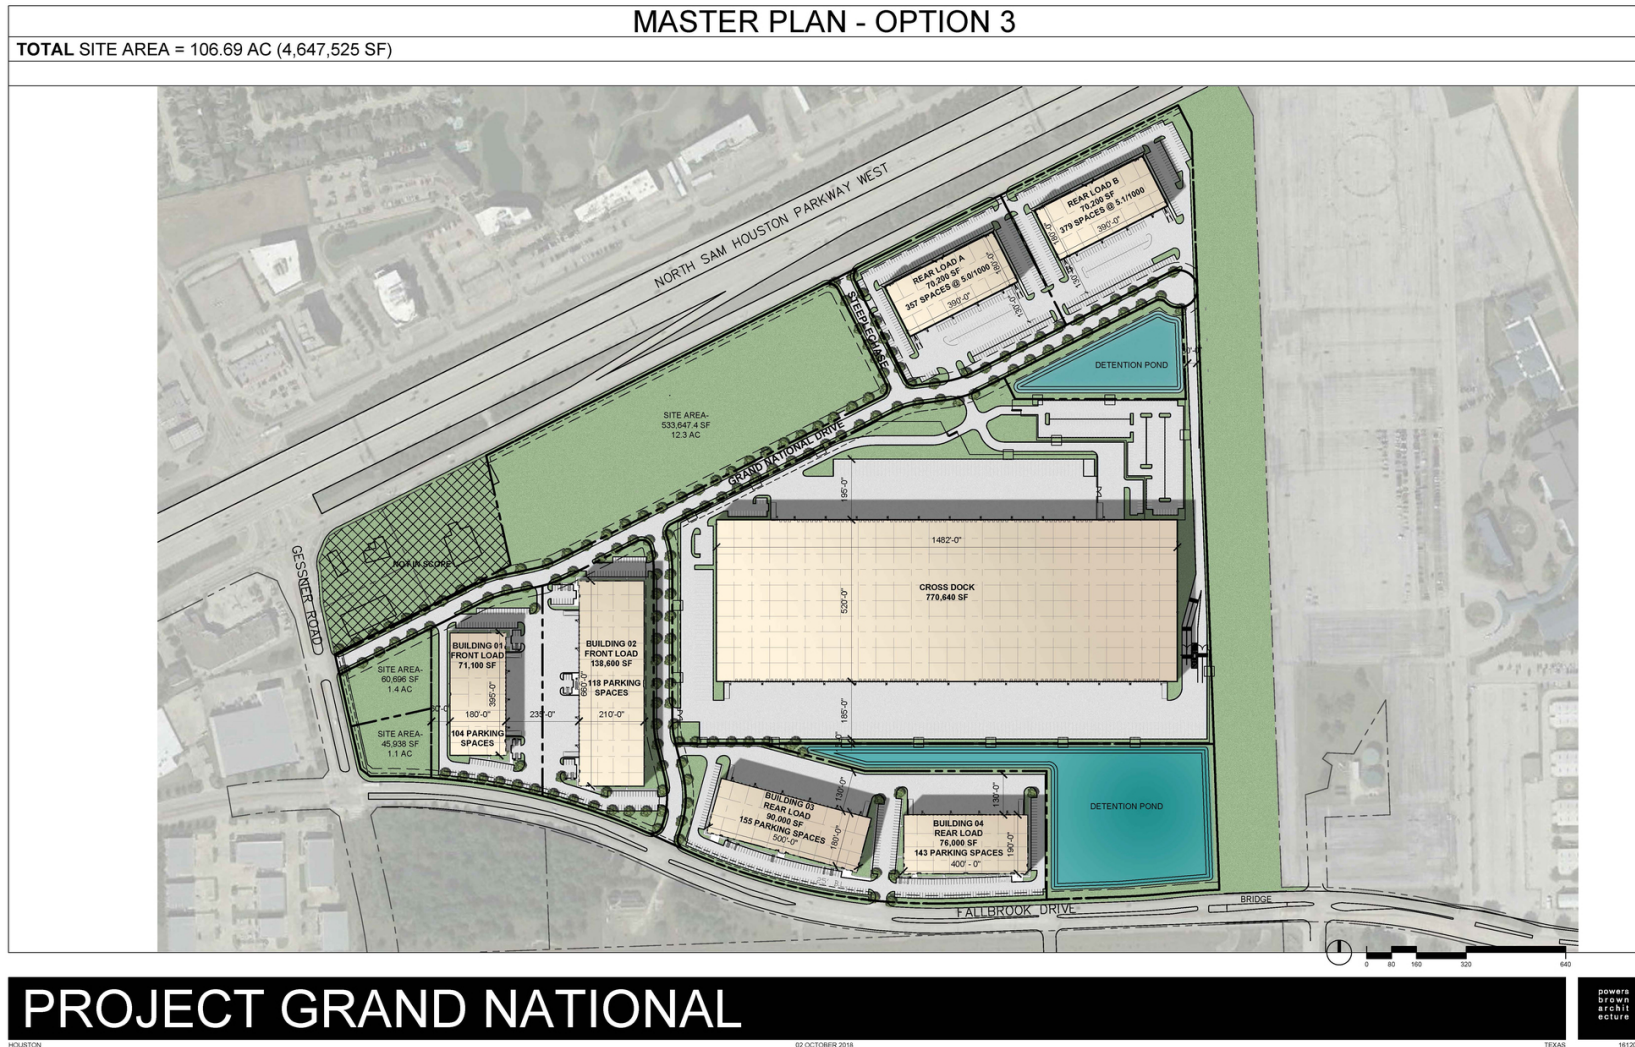 MASTER PLAN - OPTION 3
TOTAL SITE AREA = 106.69 AC (4,647,525 SF)
NORTH SAM HOUSTON PARKWAY WEST
REAR LOAD B
70,200 SF
379 SPACES @ 5.1/1000
390'-0"
180'-0"
130'-0"
REAR LOAD A
70,200 SF
357 SPACES @ 5.0/1000
390'-0"
180'-0"
130'-0"
STEEPLECHASE
DETENTION POND
SITE AREA-
533,647.4 SF
12.3 AC
GRAND NATIONAL DRIVE
195'-0"
1482'-0"
CROSS DOCK
770,640 SF
520'-0"
185'-0"
NOT IN SCOPE
GESSNER ROAD
BUILDING 01
FRONT LOAD
71,100 SF
395'-0"
180'-0"
104 PARKING
SPACES
235'-0"
BUILDING 02
FRONT LOAD
138,600 SF
118 PARKING
SPACES
660'-0"
210'-0"
SITE AREA-
60,696 SF
1.4 AC
SITE AREA-
45,938 SF
1.1 AC
BUILDING 03
REAR LOAD
90,000 SF
155 PARKING SPACES
500'-0"
180'-0"
130'-0"
BUILDING 04
REAR LOAD
76,000 SF
143 PARKING SPACES
400' - 0"
190'-0"
130'-0"
DETENTION POND
FALLBROOK DRIVE
BRIDGE
0 80 160 320 640
PROJECT GRAND NATIONAL
powers
brown
archit
ecture
HOUSTON
02 OCTOBER 2018
TEXAS